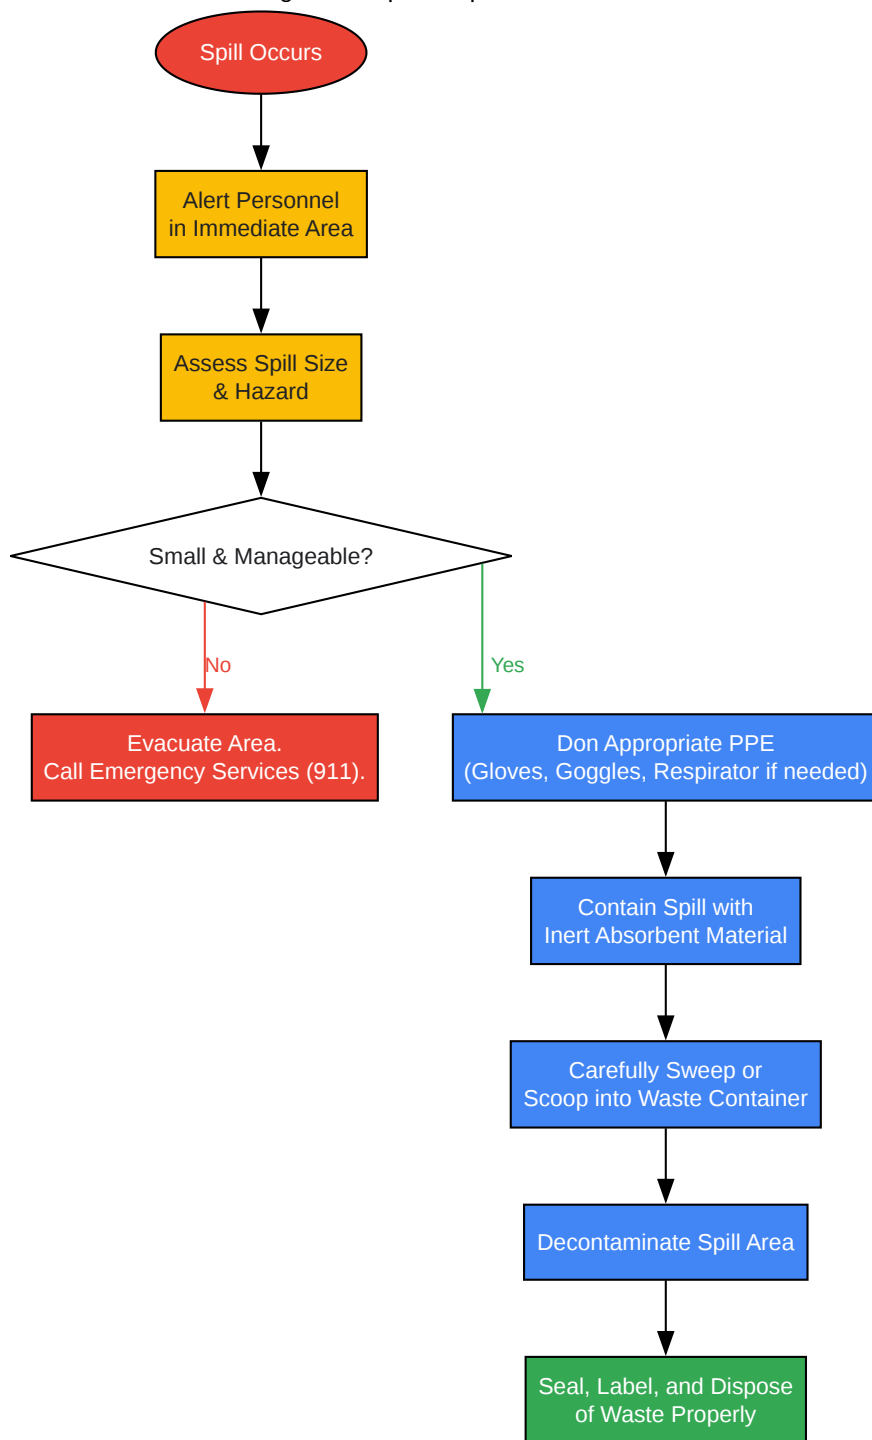 Spill Occurs
Alert Personnel
in Immediate Area
Assess Spill Size
& Hazard
Small & Manageable?
No
Yes
Evacuate Area.
Call Emergency Services (911).
Don Appropriate PPE
(Gloves, Goggles, Respirator if needed)
Contain Spill with
Inert Absorbent Material
Carefully Sweep or
Scoop into Waste Container
Decontaminate Spill Area
Seal, Label, and Dispose
of Waste Properly